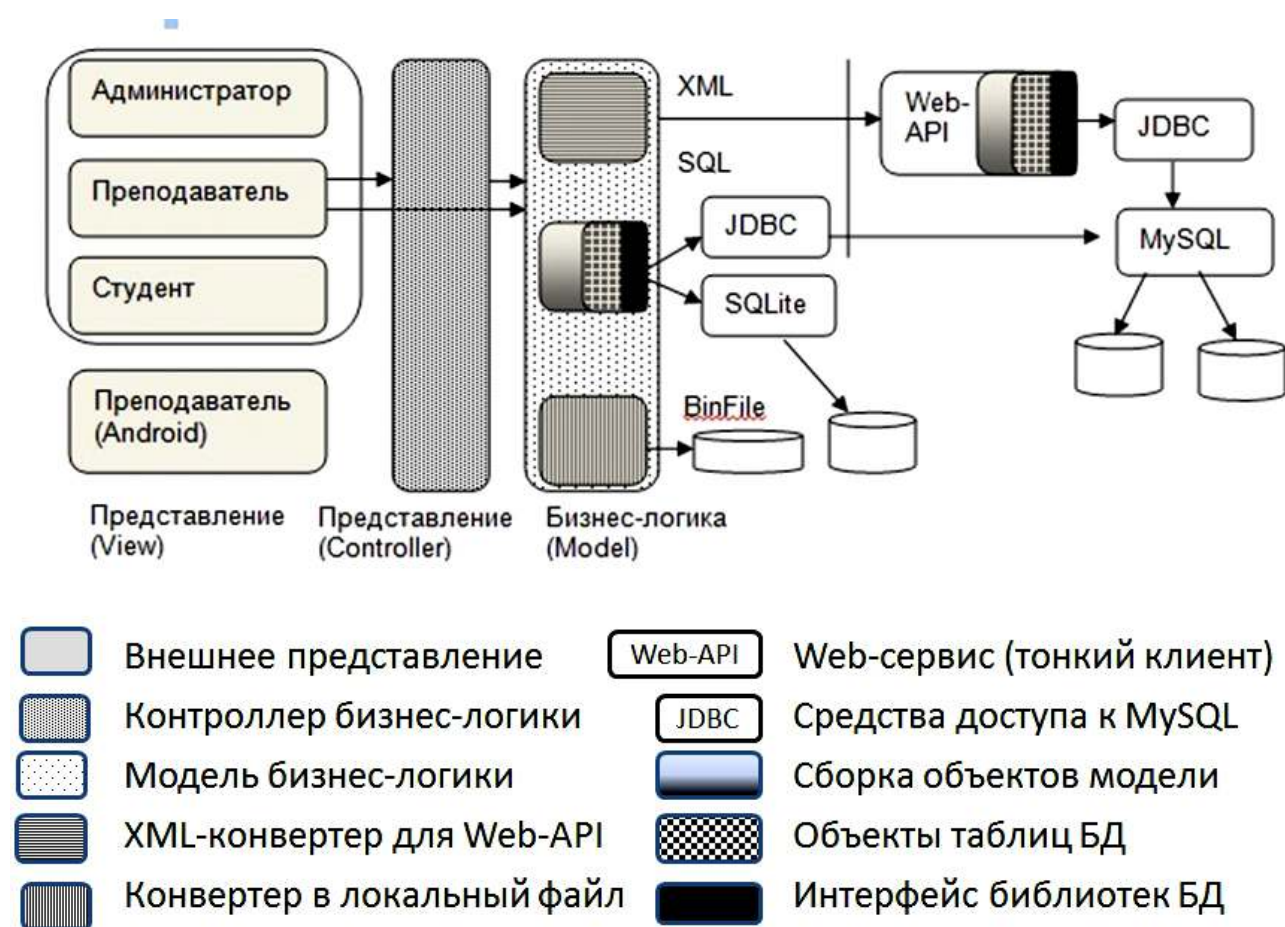 Администратор
Преподаватель
Студент
Преподаватель
(Android)
Представление
(View)
Представление
(Controller)
Бизнес-логика
(Model)
XML
SQL
JDBC
SQLite
BinFile
Web-
API
JDBC
MySQL
Внешнее представление
Контроллер бизнес-логики
Модель бизнес-логики
XML-конвертер для Web-API
Конвертер в локальный файл
Web-API
Web-сервис (тонкий клиент)
JDBC
Средства доступа к MySQL
Сборка объектов модели
Объекты таблиц БД
Интерфейс библиотек БД